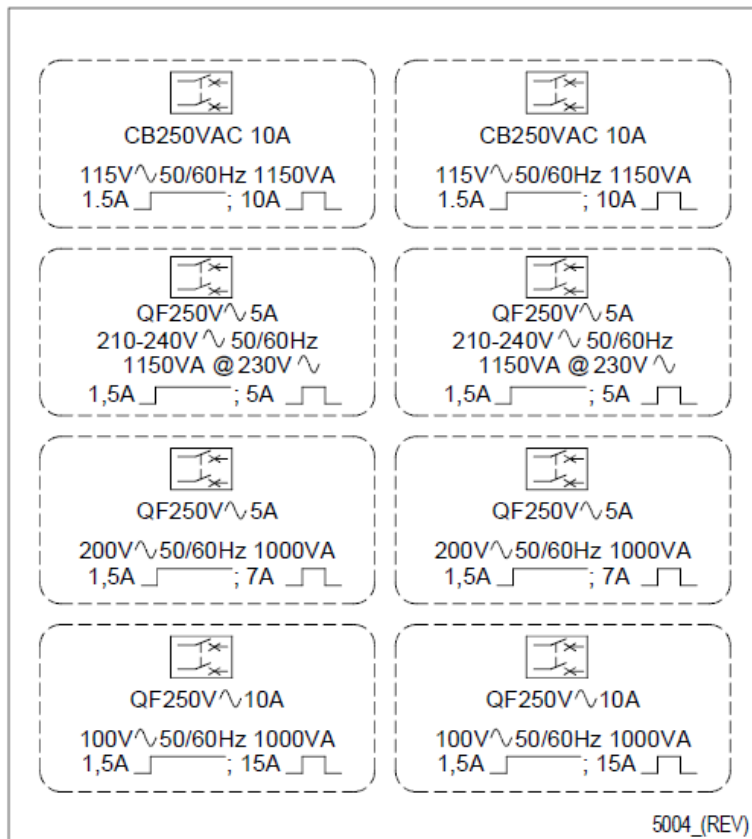 CB250VAC 10A
115V∿50/60Hz 1150VA
1.5A ; 10A
CB250VAC 10A
115V∿50/60Hz 1150VA
1.5A ; 10A
QF250V∿5A
210-240V∿ 50/60Hz
1150VA @230V∿
1,5A ; 5A
QF250V∿5A
210-240V∿ 50/60Hz
1150VA @230V∿
1,5A ; 5A
QF250V∿5A
200V∿50/60Hz 1000VA
1,5A ; 7A
QF250V∿5A
200V∿50/60Hz 1000VA
1,5A ; 7A
QF250V∿10A
100V∿50/60Hz 1000VA
1,5A ; 15A
QF250V∿10A
100V∿50/60Hz 1000VA
1,5A ; 15A
5004_(REV)